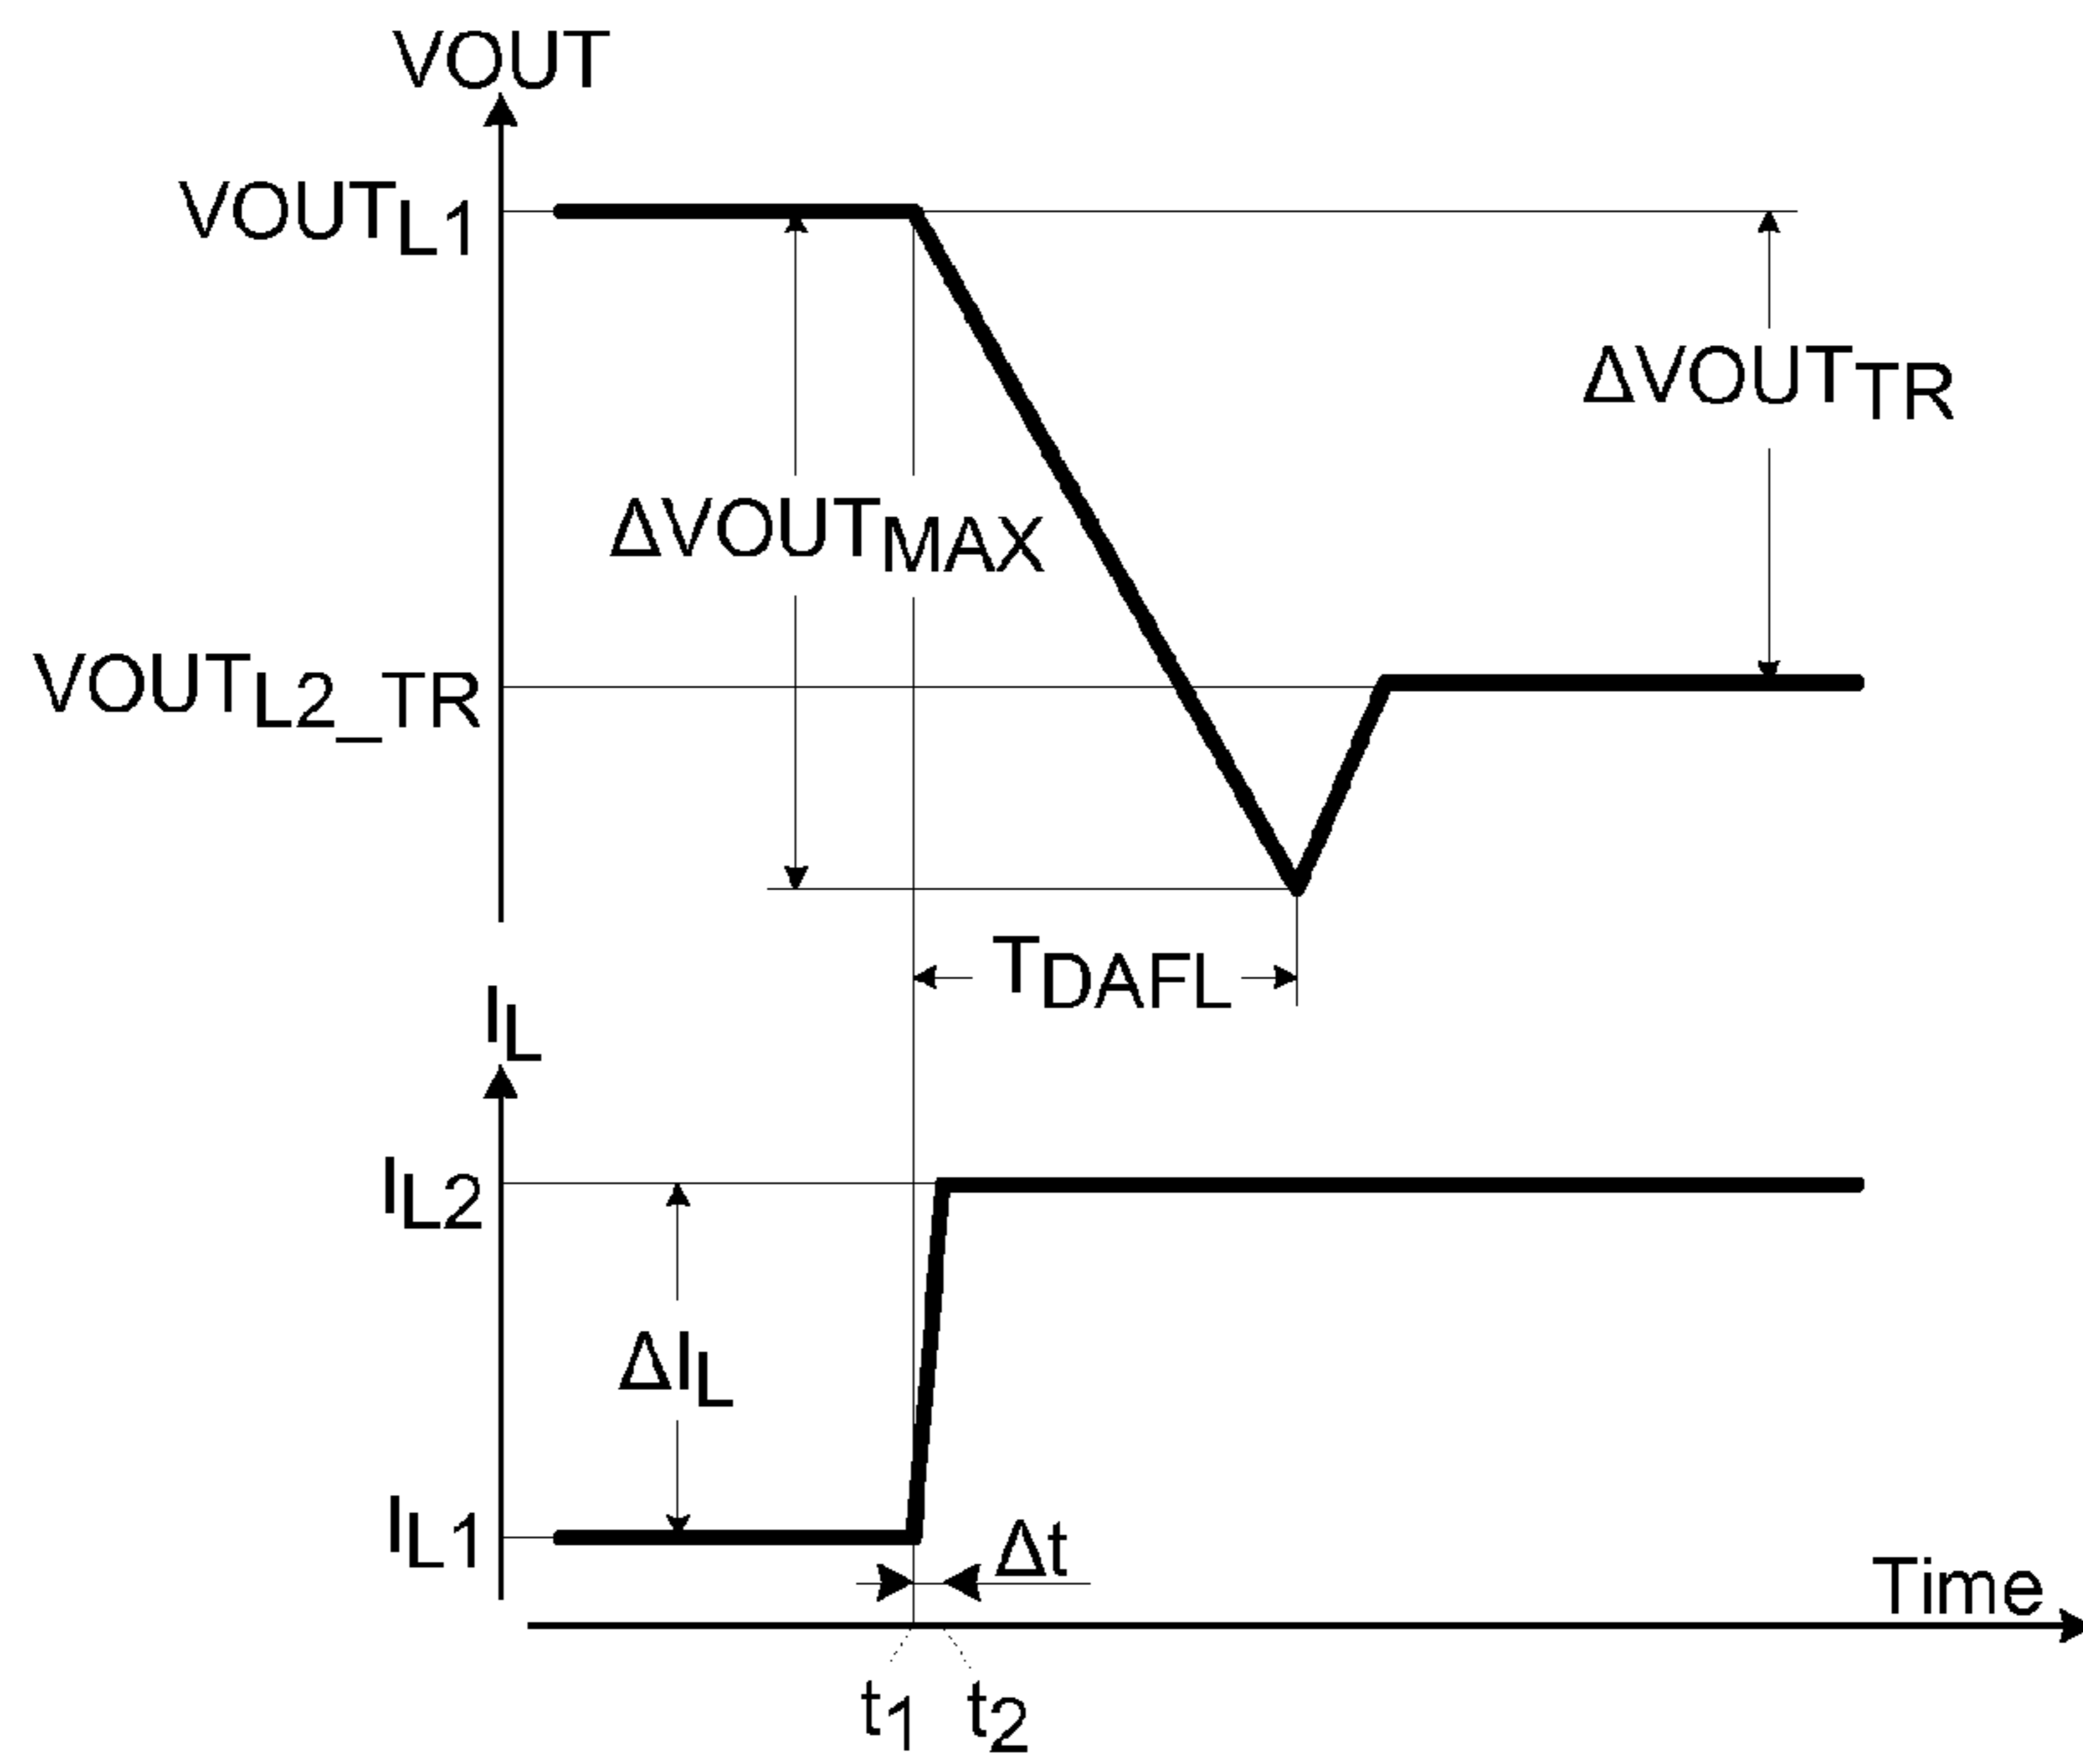 VOUT
VOUTL1
ΔVOUTTR
ΔVOUTMAX
VOUTL2_TR
TDAFL
IL
IL2
ΔIL
IL1
Δt
Time
t1
t2